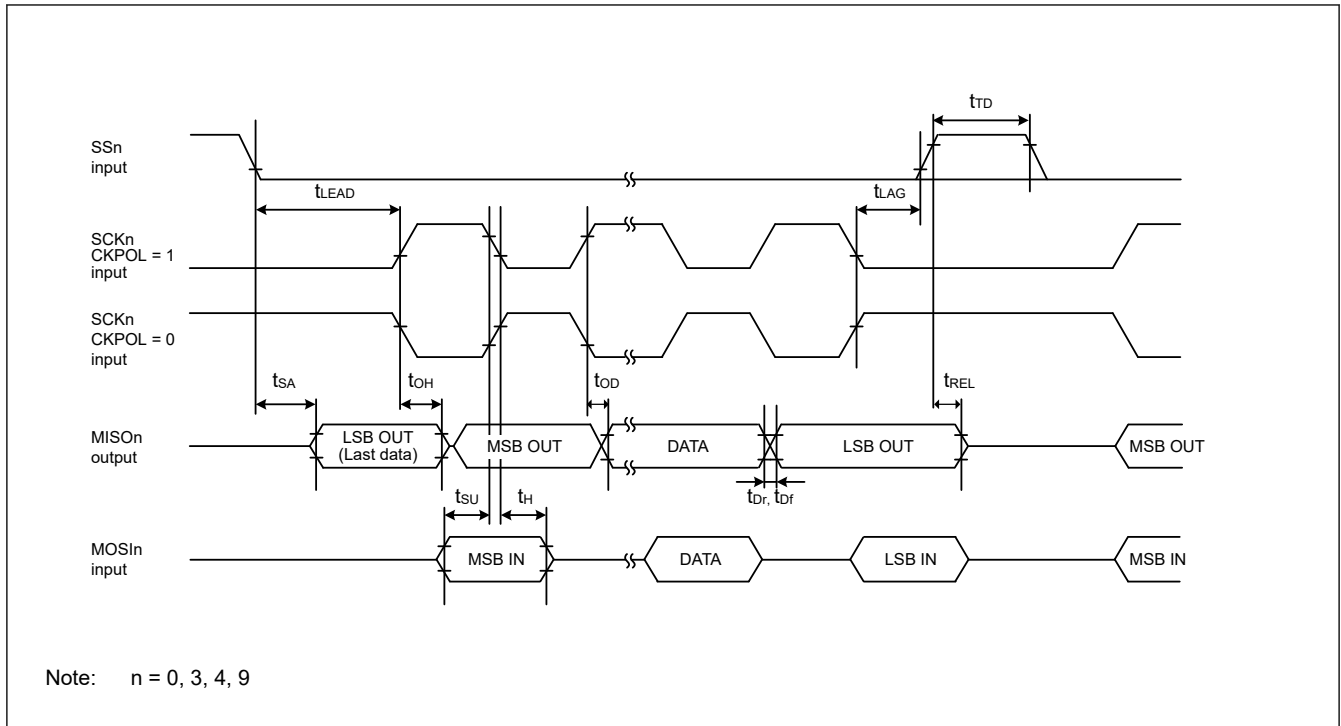 tTD
SSn
input
tLEAD
tLAG
SCKn
CKPOL = 1
input
SCKn
CKPOL = 0
input
tSA
tOH
tOD
tREL
MISOn
output
LSB OUT
(Last data)
MSB OUT
DATA
LSB OUT
MSB OUT
tSU
tH
tDr, tDf
MOSIn
input
MSB IN
DATA
LSB IN
MSB IN
Note: n = 0, 3, 4, 9